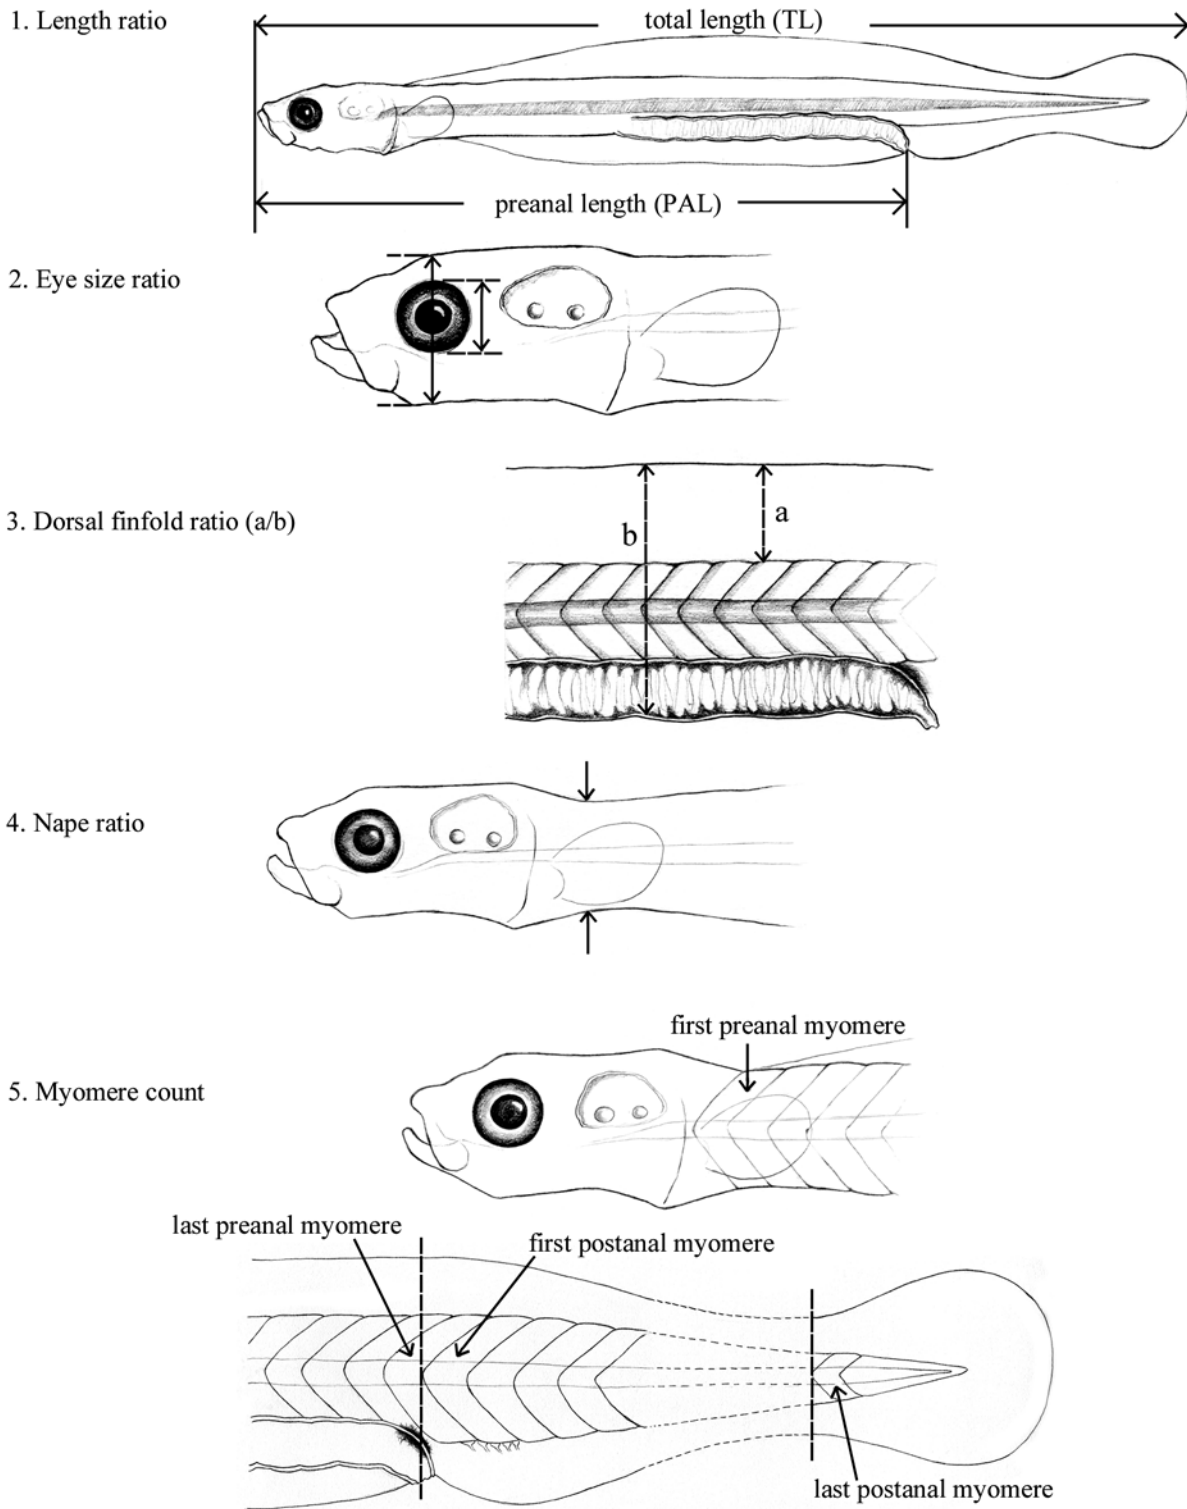 1. Length ratio
total length (TL)
preanal length (PAL)
2. Eye size ratio
3. Dorsal finfold ratio (a/b)
a
b
4. Nape ratio
first preanal myomere
5. Myomere count
last preanal myomere
first postanal myomere
last postanal myomere